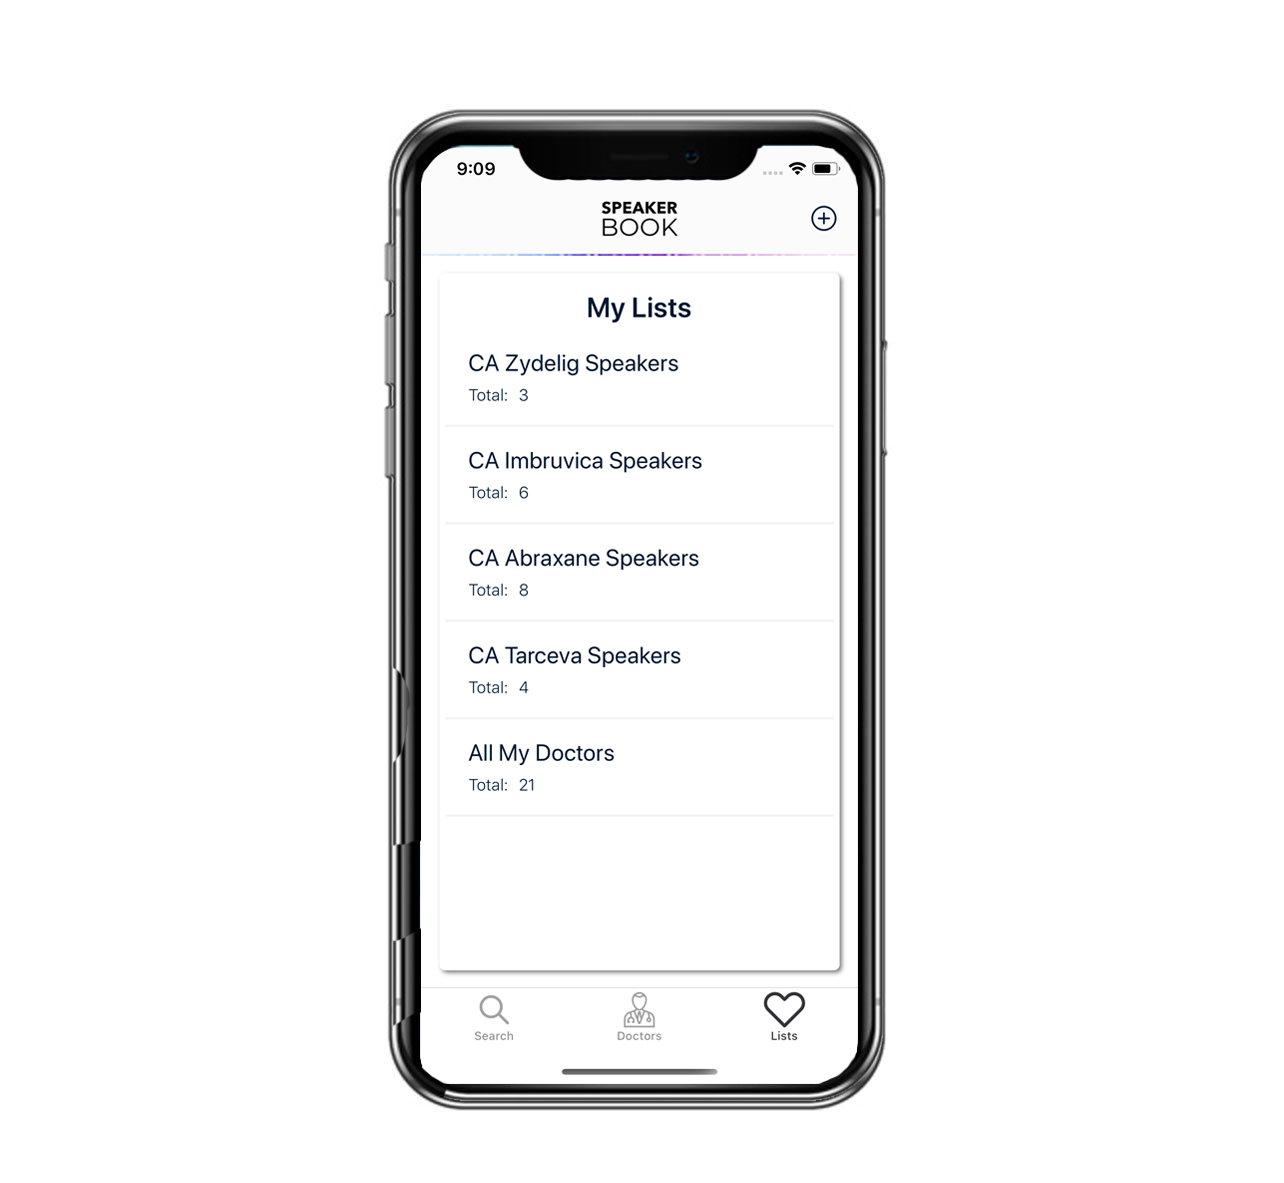 9:09
SPEAKER
BOOK
My Lists
CA Zydelig Speakers
Total: 3
CA Imbruvica Speakers
Total: 6
CA Abraxane Speakers
Total: 8
CA Tarceva Speakers
Total: 4
All My Doctors
Total: 21
Search Doctors Lists